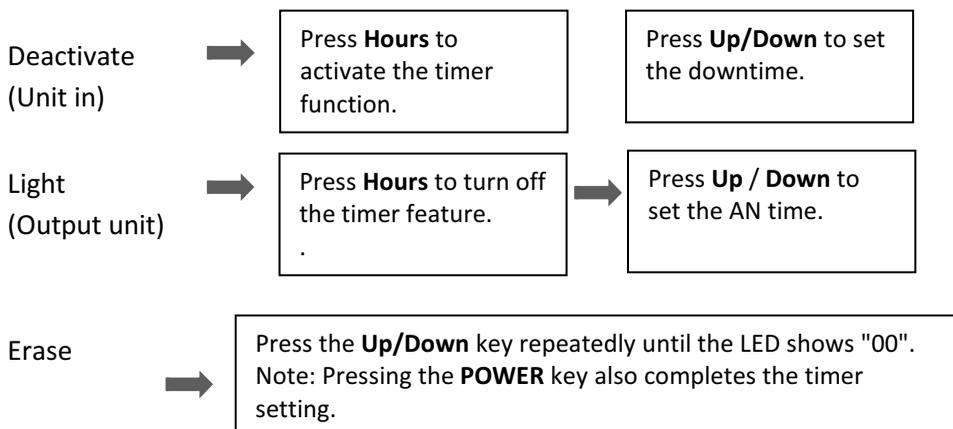 Deactivate
(Unit in)
Press Hours to
activate the timer
function.
Press Up/Down to set
the downtime.
Light
(Output unit)
Press Hours to turn off
the timer feature.
.
Press Up / Down to
set the AN time.
Erase
Press the Up/Down key repeatedly until the LED shows "00".
Note: Pressing the POWER key also completes the timer
setting.